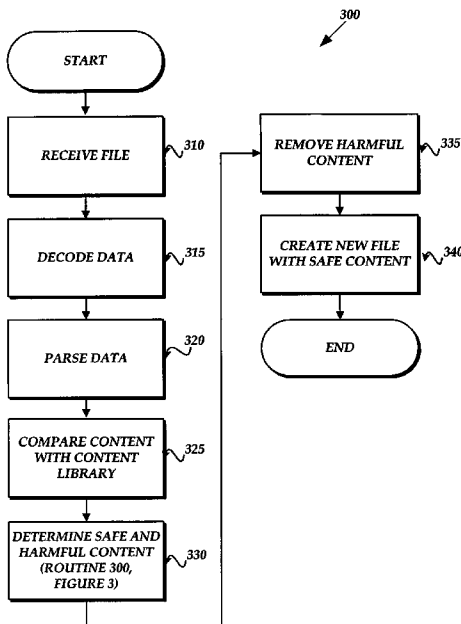 300
START
RECEIVE FILE
310
DECODE DATA
315
PARSE DATA
320
COMPARE CONTENT
WITH CONTENT
LIBRARY
325
DETERMINE SAFE AND
HARMFUL CONTENT
(ROUTINE 300,
FIGURE 3)
330
REMOVE HARMFUL
CONTENT
335
CREATE NEW FILE
WITH SAFE CONTENT
340
END